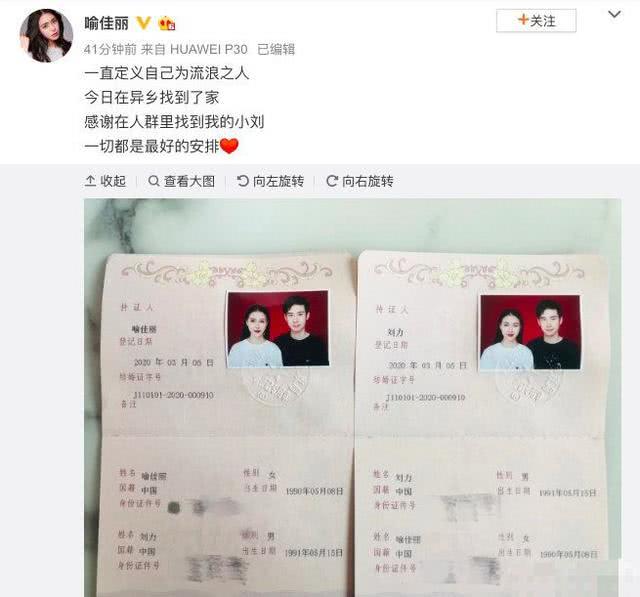 喻佳丽
+关注
41分钟前 来自 HUAWEI P30 已编辑
一直定义自己为流浪之人
今日在异乡找到了家
感谢在人群里找到我的小刘
一切都是最好的安排
收起 查看大图 向左旋转 向右旋转
持证人
喻佳丽
登记日期
2020 年 03 月 05 日
结婚证字号
J110101-2020-000910
备注
姓名 喻佳丽 性别 女
国籍 中国 出生日期 1990年05月08日
身份证件号
姓名 刘力 性别 男
国籍 中国 出生日期 1991年05月15日
身份证件号
持证人
刘力
登记日期
2020 年 03 月 05 日
结婚证字号
J110101-2020-000910
备注
姓名 刘力 性别 男
国籍 中国 出生日期 1991年05月15日
身份证件号
姓名 喻佳丽 性别 女
国籍 中国 出生日期 1990年05月08日
身份证件号